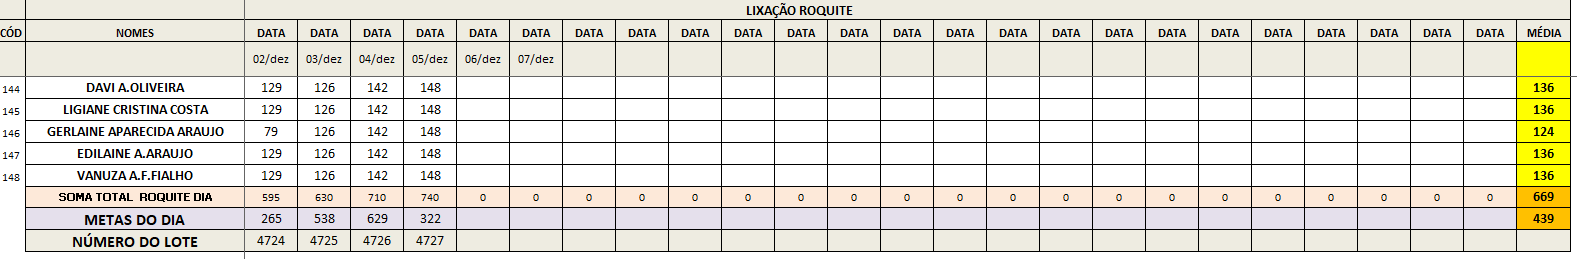 LIXAÇÃO ROQUITE
CÓD NOMES DATA DATA DATA DATA DATA DATA DATA DATA DATA DATA DATA DATA DATA DATA DATA DATA DATA DATA DATA DATA DATA DATA DATA DATA MÉDIA
02/dez 03/dez 04/dez 05/dez 06/dez 07/dez
144 DAVI A.OLIVEIRA 129 126 142 148 136
145 LIGIANE CRISTINA COSTA 129 126 142 148 136
146 GERLAINE APARECIDA ARAUJO 79 126 142 148 124
147 EDILAINE A.ARAUJO 129 126 142 148 136
148 VANUZA A.F.FIALHO 129 126 142 148 136
SOMA TOTAL ROQUITE DIA 595 630 710 740 0 0 0 0 0 0 0 0 0 0 0 0 0 0 0 0 0 0 0 0 669
METAS DO DIA 265 538 629 322 439
NÚMERO DO LOTE 4724 4725 4726 4727